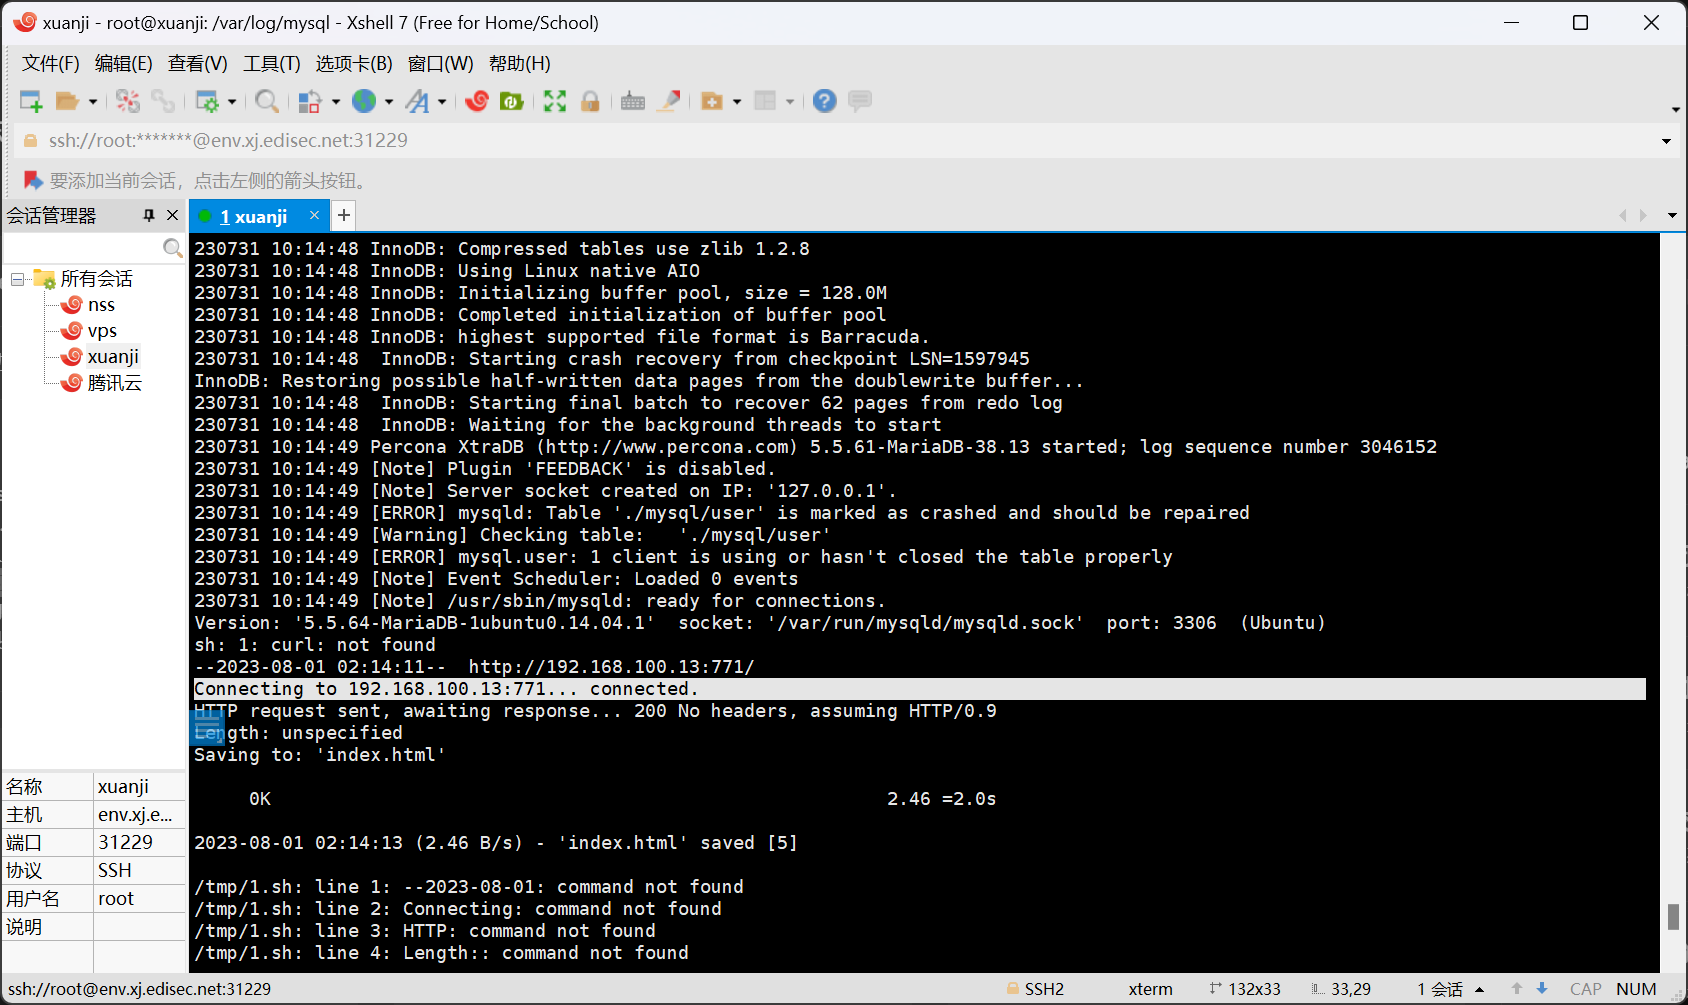 xuanji - root@xuanji: /var/log/mysql - Xshell 7 (Free for Home/School)
文件(F) 编辑(E) 查看(V) 工具(T) 选项卡(B) 窗口(W) 帮助(H)
ssh://root:*******@env.xj.edisec.net:31229
要添加当前会话，点击左侧的箭头按钮。
会话管理器
1 xuanji
所有会话
nss
vps
xuanji
腾讯云
名称 xuanji
主机 env.xj.e...
端口 31229
协议 SSH
用户名 root
说明
230731 10:14:48 InnoDB: Compressed tables use zlib 1.2.8
230731 10:14:48 InnoDB: Using Linux native AIO
230731 10:14:48 InnoDB: Initializing buffer pool, size = 128.0M
230731 10:14:48 InnoDB: Completed initialization of buffer pool
230731 10:14:48 InnoDB: highest supported file format is Barracuda.
230731 10:14:48  InnoDB: Starting crash recovery from checkpoint LSN=1597945
InnoDB: Restoring possible half-written data pages from the doublewrite buffer...
230731 10:14:48  InnoDB: Starting final batch to recover 62 pages from redo log
230731 10:14:48  InnoDB: Waiting for the background threads to start
230731 10:14:49 Percona XtraDB (http://www.percona.com) 5.5.61-MariaDB-38.13 started; log sequence number 3046152
230731 10:14:49 [Note] Plugin 'FEEDBACK' is disabled.
230731 10:14:49 [Note] Server socket created on IP: '127.0.0.1'.
230731 10:14:49 [ERROR] mysqld: Table './mysql/user' is marked as crashed and should be repaired
230731 10:14:49 [Warning] Checking table:   './mysql/user'
230731 10:14:49 [ERROR] mysql.user: 1 client is using or hasn't closed the table properly
230731 10:14:49 [Note] Event Scheduler: Loaded 0 events
230731 10:14:49 [Note] /usr/sbin/mysqld: ready for connections.
Version: '5.5.64-MariaDB-1ubuntu0.14.04.1'  socket: '/var/run/mysqld/mysqld.sock'  port: 3306  (Ubuntu)
sh: 1: curl: not found
--2023-08-01 02:14:11--  http://192.168.100.13:771/
Connecting to 192.168.100.13:771... connected.
HTTP request sent, awaiting response... 200 No headers, assuming HTTP/0.9
Length: unspecified
Saving to: 'index.html'
0K 2.46 =2.0s
2023-08-01 02:14:13 (2.46 B/s) - 'index.html' saved [5]
/tmp/1.sh: line 1: --2023-08-01: command not found
/tmp/1.sh: line 2: Connecting: command not found
/tmp/1.sh: line 3: HTTP: command not found
/tmp/1.sh: line 4: Length:: command not found
ssh://root@env.xj.edisec.net:31229 SSH2 xterm 132x33 33,29 1 会话 CAP NUM